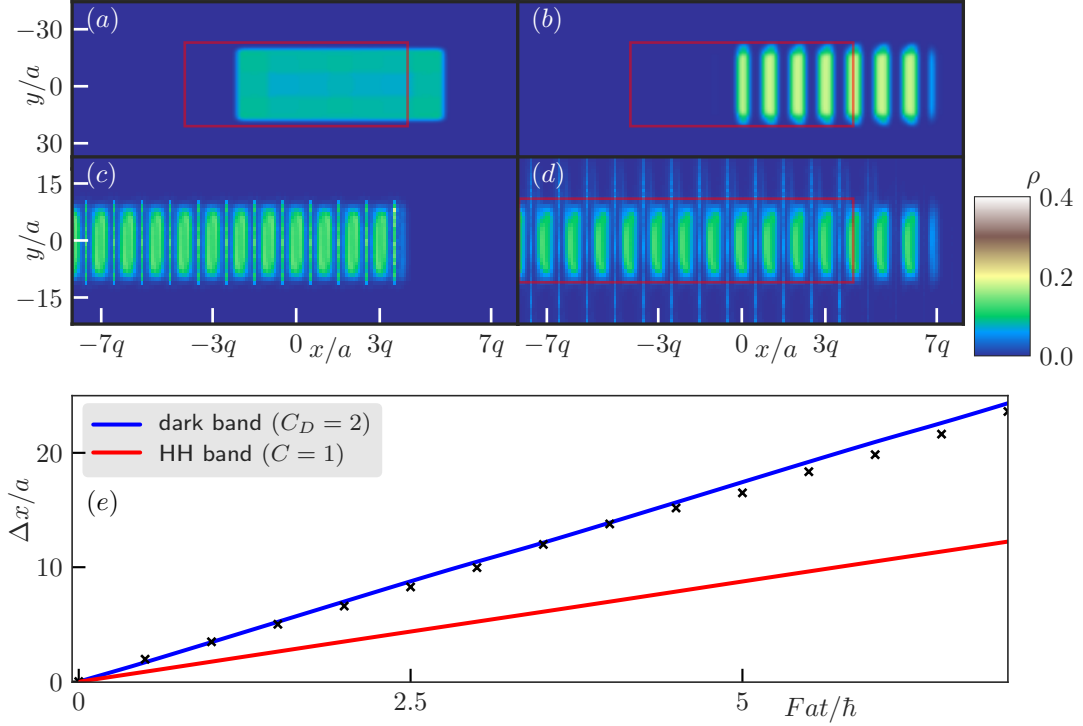 (a) (b)
−30
0
30
y/a
(c) (d)
15
0
−15
y/a
ρ
0.4
0.2
0.0
−7q −3q 0 x/a 3q 7q −7q −3q 0 x/a 3q 7q
dark band (C_D = 2)
HH band (C = 1)
(e)
20
10
0
Δx/a
0 2.5 5 Fat/ħ